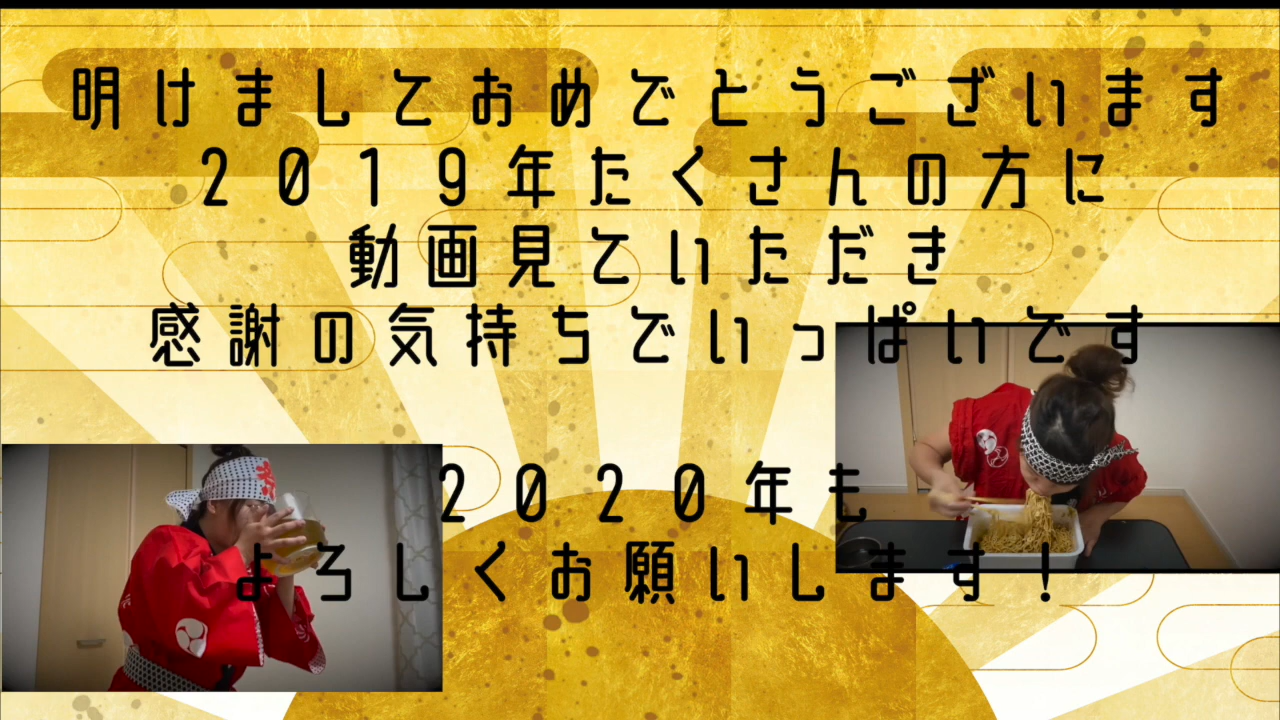 明けましておめでとうございます
2019年たくさんの方に
動画見ていただき
感謝の気持ちでいっぱいです
2020年も
よろしくお願いします!